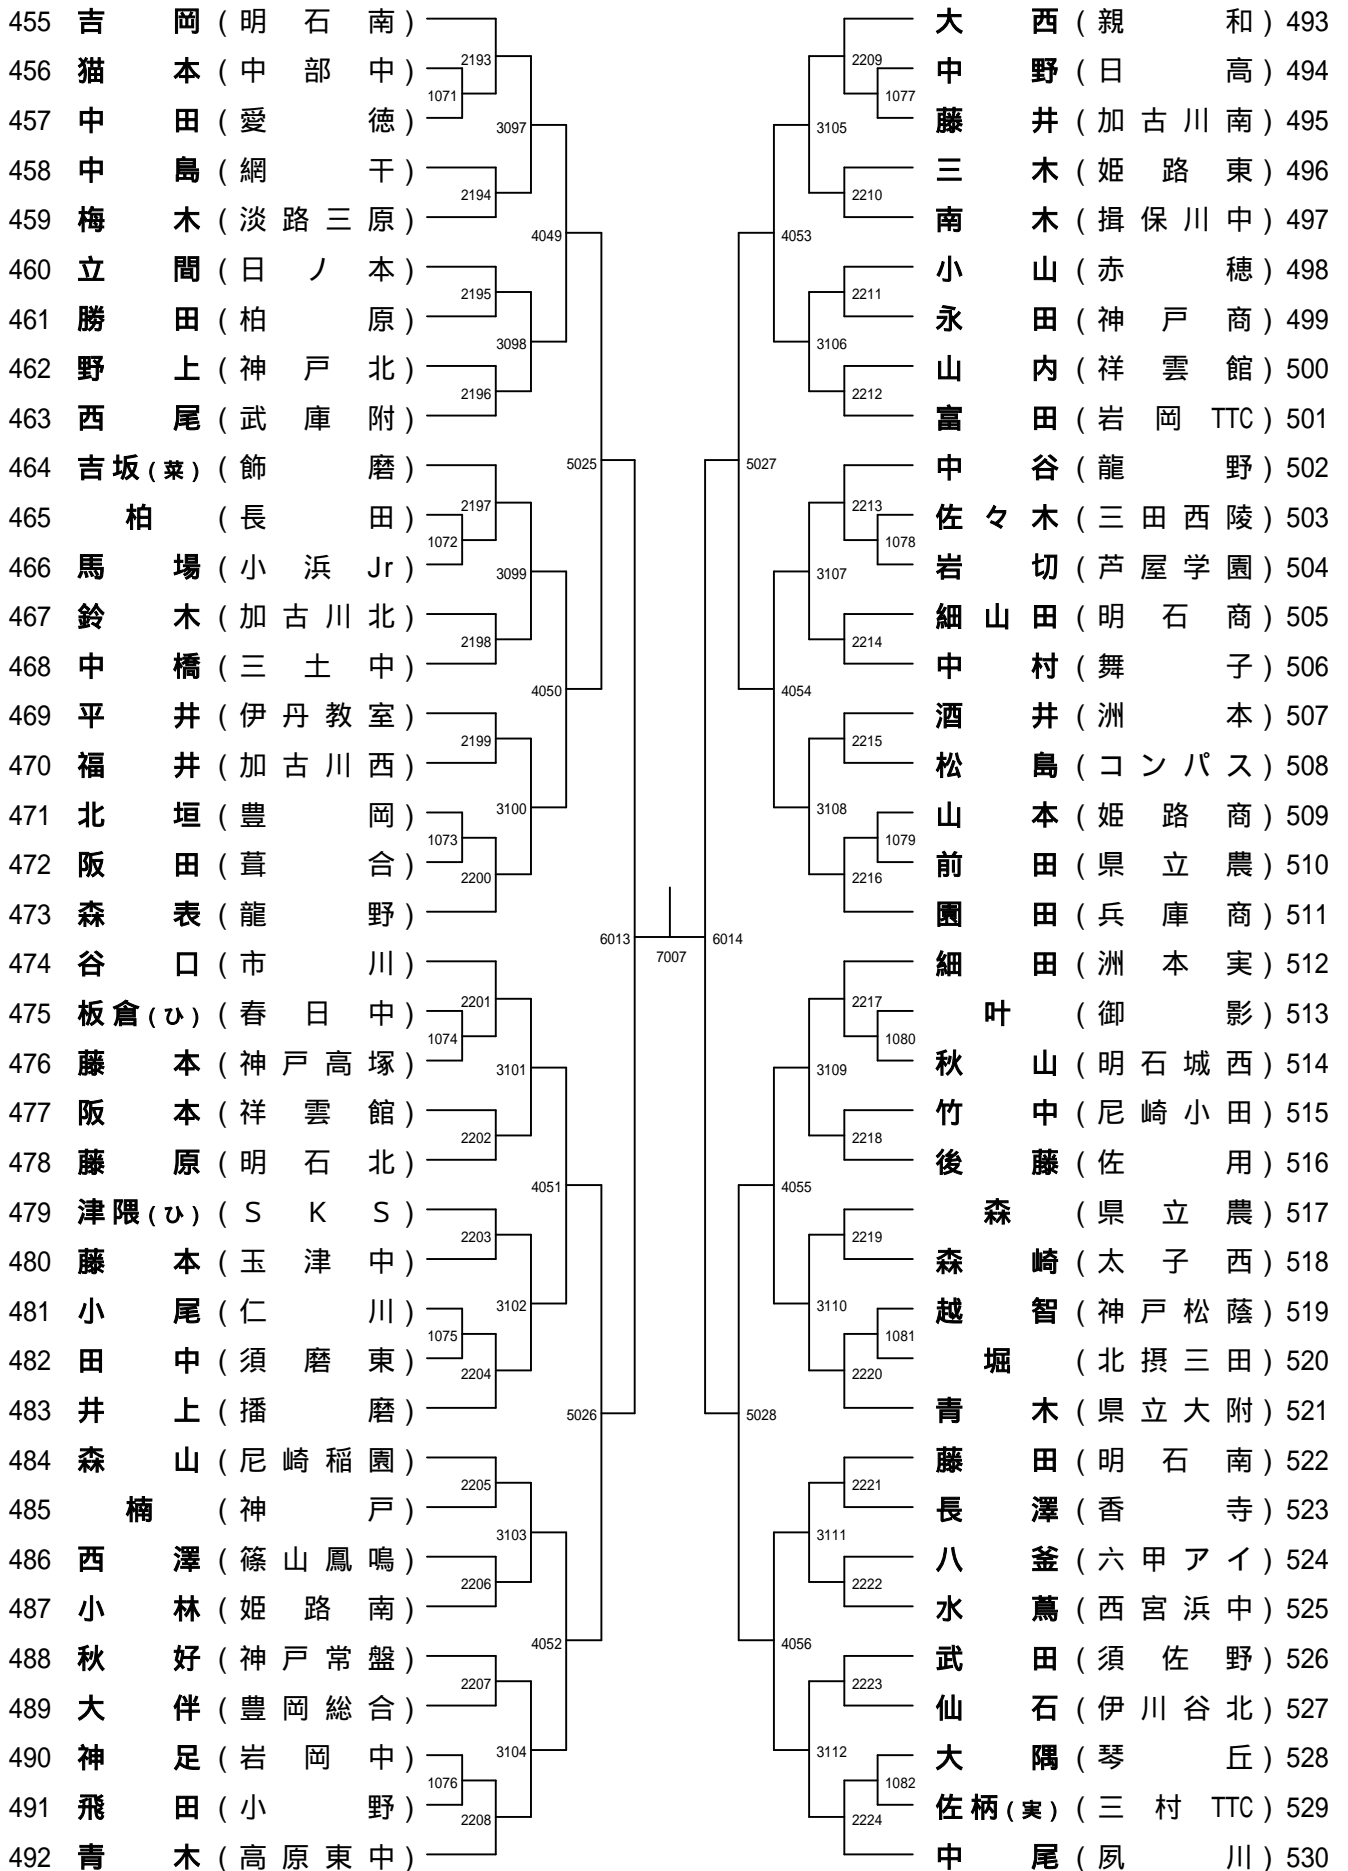 455 吉岡 (明石南)
456 猫本 (中部中)
457 中田 (愛徳)
458 中島 (網干)
459 梅木 (淡路三原)
460 立間 (日ノ本)
461 勝田 (柏原)
462 野上 (神戸北)
463 西尾 (武庫附)
464 吉坂(菜) (飾磨)
465 柏 (長田)
466 馬場 (小浜Jr)
467 鈴木 (加古川北)
468 中橋 (三土中)
469 平井 (伊丹教室)
470 福井 (加古川西)
471 北垣 (豊岡)
472 阪田 (葺合)
473 森表 (龍野)
474 谷口 (市川)
475 板倉(ひ) (春日中)
476 藤本 (神戸高塚)
477 阪本 (祥雲館)
478 藤原 (明石北)
479 津隈(ひ) (SKS)
480 藤本 (玉津中)
481 小尾 (仁川)
482 田中 (須磨東)
483 井上 (播磨)
484 森山 (尼崎稲園)
485 楠 (神戸)
486 西澤 (篠山鳳鳴)
487 小林 (姫路南)
488 秋好 (神戸常盤)
489 大伴 (豊岡総合)
490 神足 (岩岡中)
491 飛田 (小野)
492 青木 (高原東中)
1071
1072
1073
1074
1075
1076
2193
2194
2195
2196
2197
2198
2199
2200
2201
2202
2203
2204
2205
2206
2207
2208
3097
3098
3099
3100
3101
3102
3103
3104
4049
4050
4051
4052
5025
5026
6013
7007
6014
5027
5028
4053
4054
4055
4056
3105
3106
3107
3108
3109
3110
3111
3112
2209
2210
2211
2212
2213
2214
2215
2216
2217
2218
2219
2220
2221
2222
2223
2224
1077
1078
1079
1080
1081
1082
大西 (親和) 493
中野 (日高) 494
藤井 (加古川南) 495
三木 (姫路東) 496
南木 (揖保川中) 497
小山 (赤穂) 498
永田 (神戸商) 499
山内 (祥雲館) 500
富田 (岩岡TTC) 501
中谷 (龍野) 502
佐々木 (三田西陵) 503
岩切 (芦屋学園) 504
細山田 (明石商) 505
中村 (舞子) 506
酒井 (洲本) 507
松島 (コンパス) 508
山本 (姫路商) 509
前田 (県立農) 510
園田 (兵庫商) 511
細田 (洲本実) 512
叶 (御影) 513
秋山 (明石城西) 514
竹中 (尼崎小田) 515
後藤 (佐用) 516
森 (県立農) 517
森崎 (太子西) 518
越智 (神戸松蔭) 519
堀 (北摂三田) 520
青木 (県立大附) 521
藤田 (明石南) 522
長澤 (香寺) 523
八釜 (六甲アイ) 524
水蔦 (西宮浜中) 525
武田 (須佐野) 526
仙石 (伊川谷北) 527
大隅 (琴丘) 528
佐柄(実) (三村TTC) 529
中尾 (夙川) 530